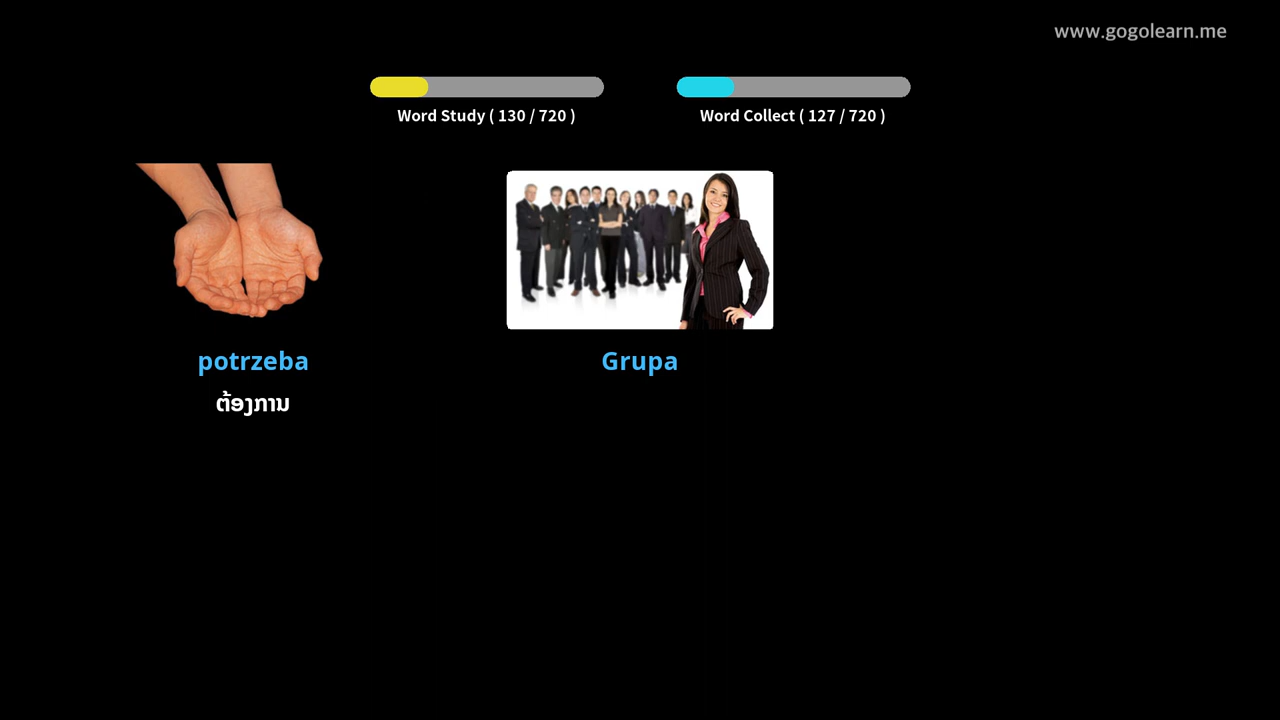 www.gogolearn.me
Word Study ( 130 / 720 )
Word Collect ( 127 / 720 )
potrzeba
Grupa
ຕ້ອງການ